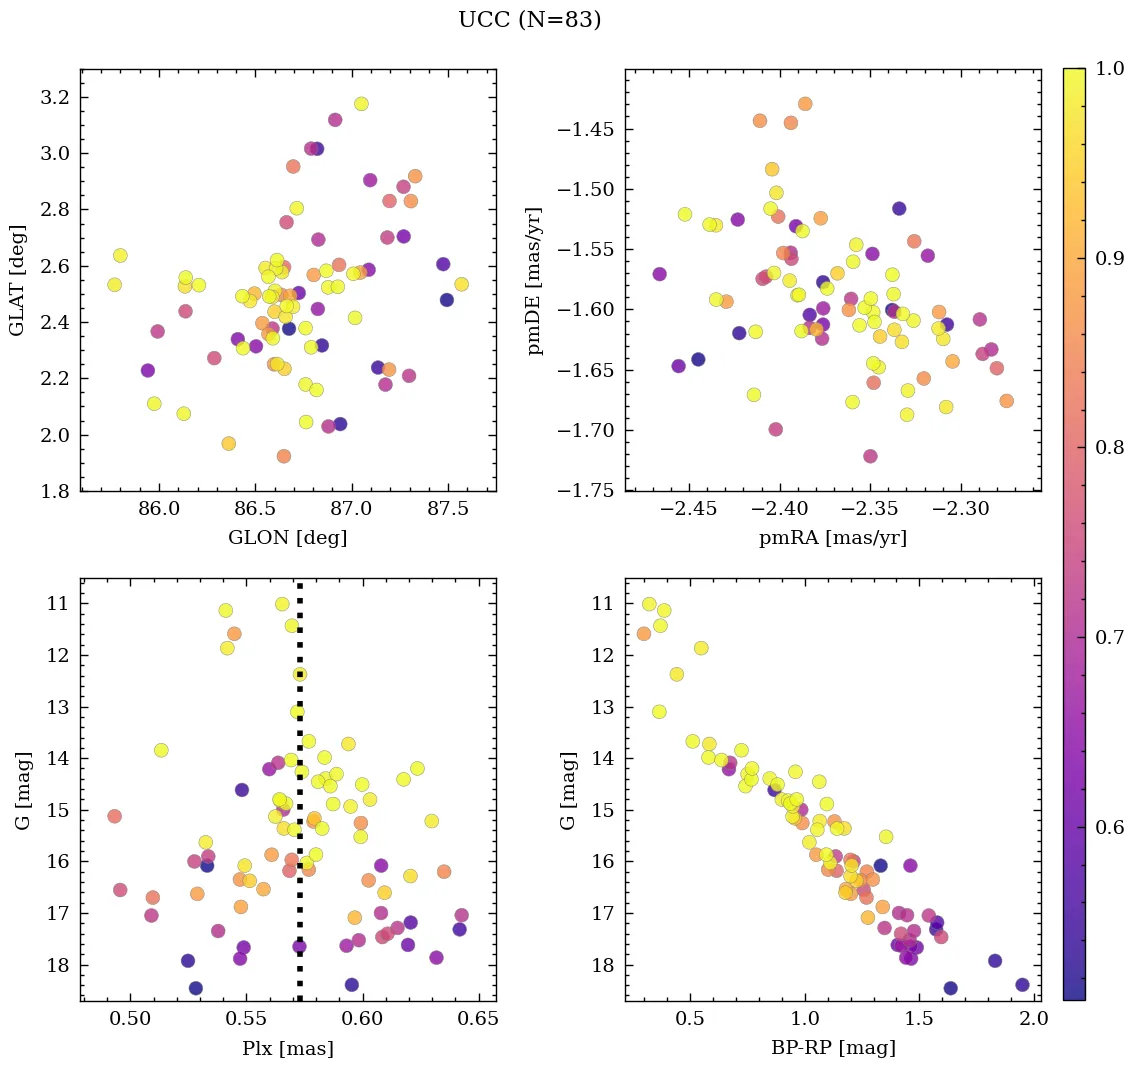 UCC (N=83)
3.2
3.0
2.8
2.6
2.4
2.2
2.0
1.8
GLAT [deg]
86.0 86.5 87.0 87.5
GLON [deg]
−1.45
−1.50
−1.55
−1.60
−1.65
−1.70
−1.75
pmDE [mas/yr]
−2.45 −2.40 −2.35 −2.30
pmRA [mas/yr]
1.0
0.9
0.8
0.7
0.6
11
12
13
14
15
16
17
18
G [mag]
0.50 0.55 0.60 0.65
Plx [mas]
11
12
13
14
15
16
17
18
G [mag]
0.5 1.0 1.5 2.0
BP-RP [mag]